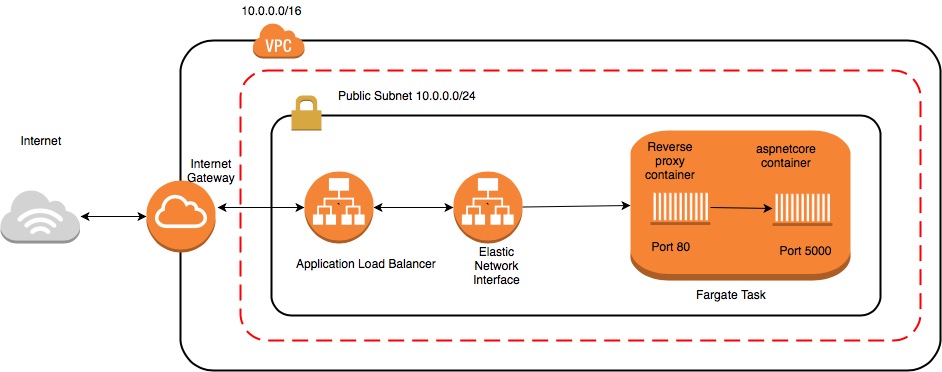 10.0.0.0/16
VPC
Public Subnet 10.0.0.0/24
Internet
Internet
Gateway
Application Load Balancer
Elastic
Network
Interface
Reverse
proxy
container
aspnetcore
container
Port 80
Port 5000
Fargate Task